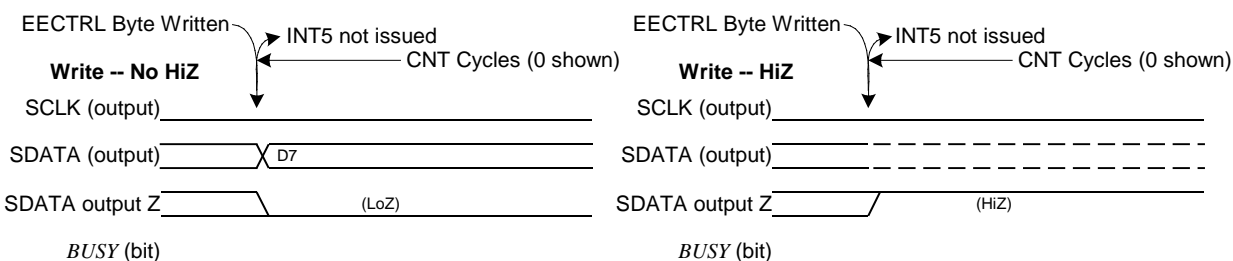 EECTRL Byte Written
INT5 not issued
CNT Cycles (0 shown)
Write -- No HiZ
SCLK (output)
SDATA (output)
D7
SDATA output Z
(LoZ)
BUSY (bit)
EECTRL Byte Written
INT5 not issued
CNT Cycles (0 shown)
Write -- HiZ
SCLK (output)
SDATA (output)
SDATA output Z
(HiZ)
BUSY (bit)